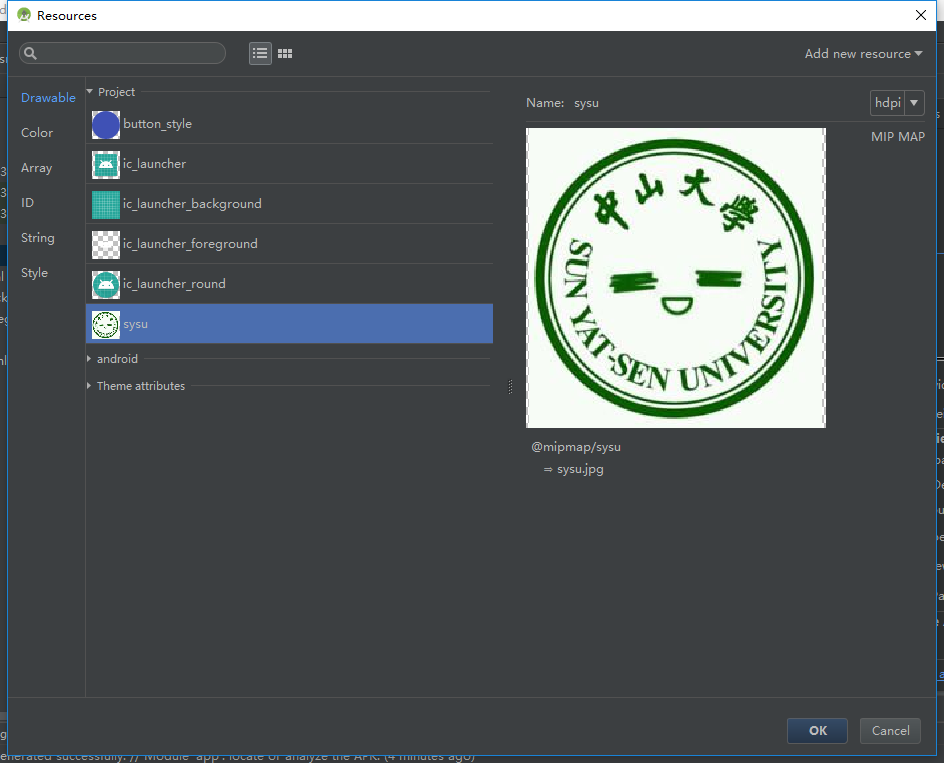 Resources
Add new resource
Drawable
Color
Array
ID
String
Style
Project
button_style
ic_launcher
ic_launcher_background
ic_launcher_foreground
ic_launcher_round
sysu
android
Theme attributes
Name: sysu
hdpi
MIP MAP
中山大學
SUN YAT-SEN UNIVERSITY
@mipmap/sysu
⇒ sysu.jpg
OK
Cancel
successfully. // Module 'app': locate or analyze the APK. (4 minutes ago)